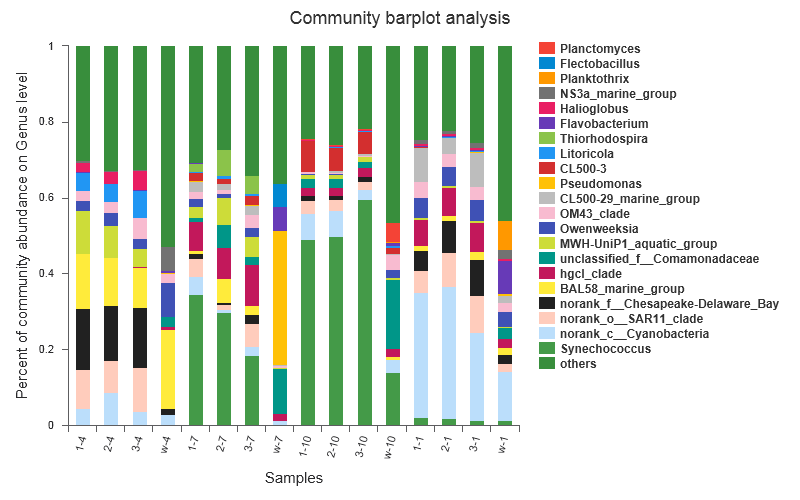 Community barplot analysis
Percent of community abundance on Genus level
1
0.8
0.6
0.4
0.2
0
1-4
2-4
3-4
w-4
1-7
2-7
3-7
w-7
1-10
2-10
3-10
w-10
1-1
2-1
3-1
w-1
Samples
Planctomyces
Flectobacillus
Planktothrix
NS3a_marine_group
Halioglobus
Flavobacterium
Thiorhodospira
Litoricola
CL500-3
Pseudomonas
CL500-29_marine_group
OM43_clade
Owenweeksia
MWH-UniP1_aquatic_group
unclassified_f__Comamonadaceae
hgcI_clade
BAL58_marine_group
norank_f__Chesapeake-Delaware_Bay
norank_o__SAR11_clade
norank_c__Cyanobacteria
Synechococcus
others